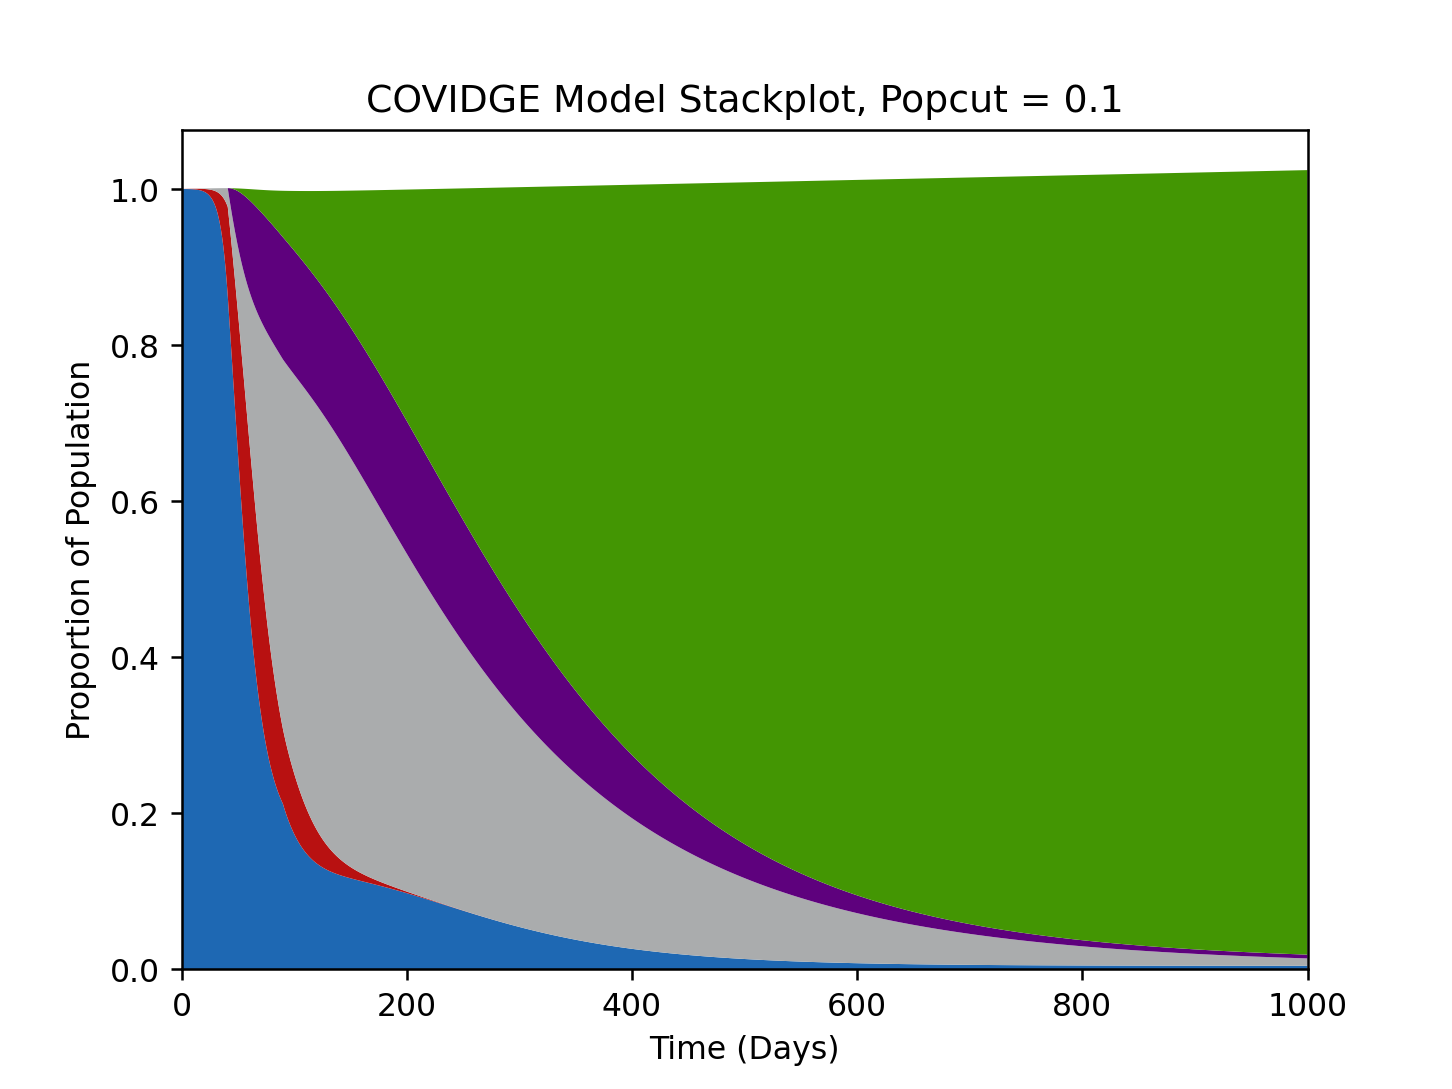 COVIDGE Model Stackplot, Popcut = 0.1
1.0
0.8
0.6
0.4
0.2
0.0
Proportion of Population
0 200 400 600 800 1000
Time (Days)